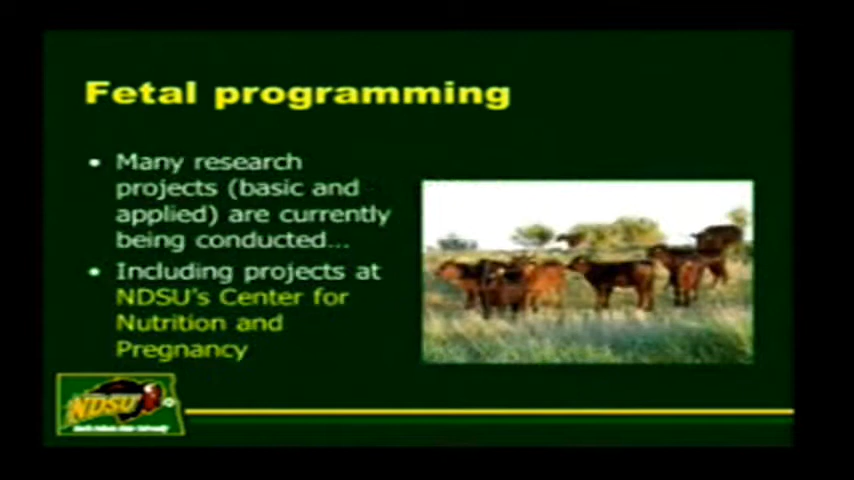 Fetal programming
• Many research
projects (basic and
applied) are currently
being conducted...
• Including projects at
NDSU's Center for
Nutrition and
Pregnancy
NDSU